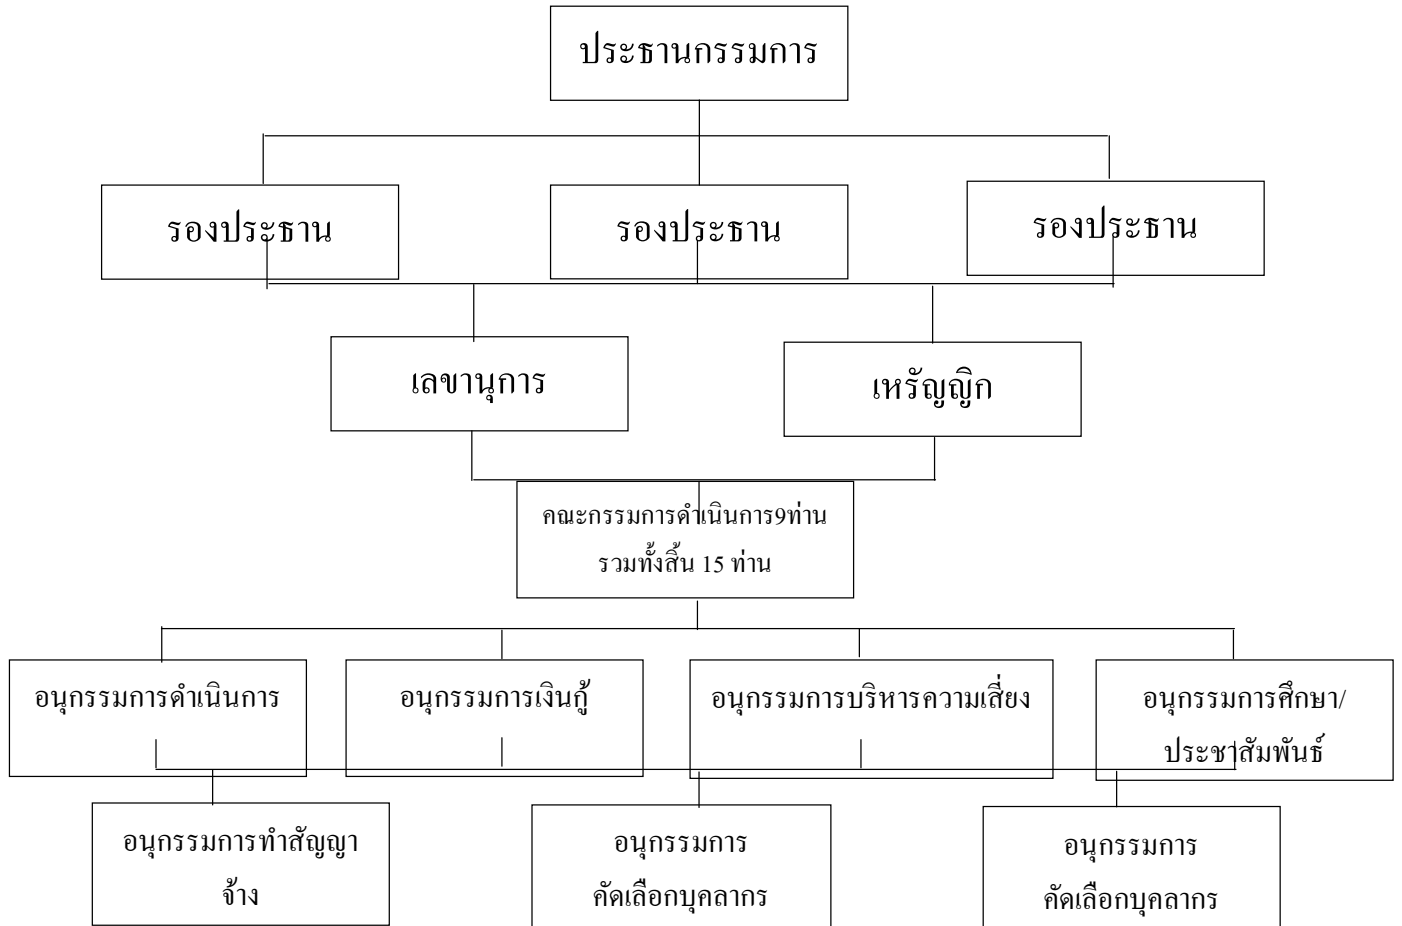 ประธานกรรมการ
รองประธาน
รองประธาน
รองประธาน
เลขานุการ
เหรัญญิก
คณะกรรมการดำเนินการ9ท่าน
รวมทั้งสิ้น 15 ท่าน
อนุกรรมการดำเนินการ
อนุกรรมการเงินกู้
อนุกรรมการบริหารความเสี่ยง
อนุกรรมการศึกษา/
ประชาสัมพันธ์
อนุกรรมการทำสัญญา
จ้าง
อนุกรรมการ
คัดเลือกบุคลากร
อนุกรรมการ
คัดเลือกบุคลากร